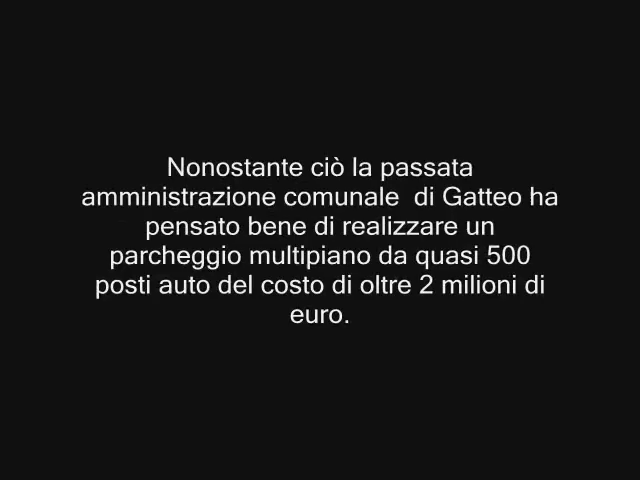 Nonostante ciò la passata
amministrazione comunale  di Gatteo ha
pensato bene di realizzare un
parcheggio multipiano da quasi 500
posti auto del costo di oltre 2 milioni di
euro.